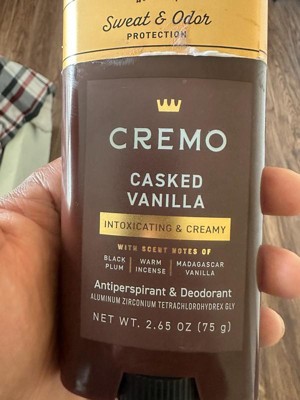 Sweat & Odor
PROTECTION
CREMO
CASKED
VANILLA
INTOXICATING & CREAMY
WITH SCENT NOTES OF
BLACK PLUM | WARM INCENSE | MADAGASCAR VANILLA
Antiperspirant & Deodorant
ALUMINUM ZIRCONIUM TETRACHLOROHYDREX GLY
NET WT. 2.65 OZ (75 g)